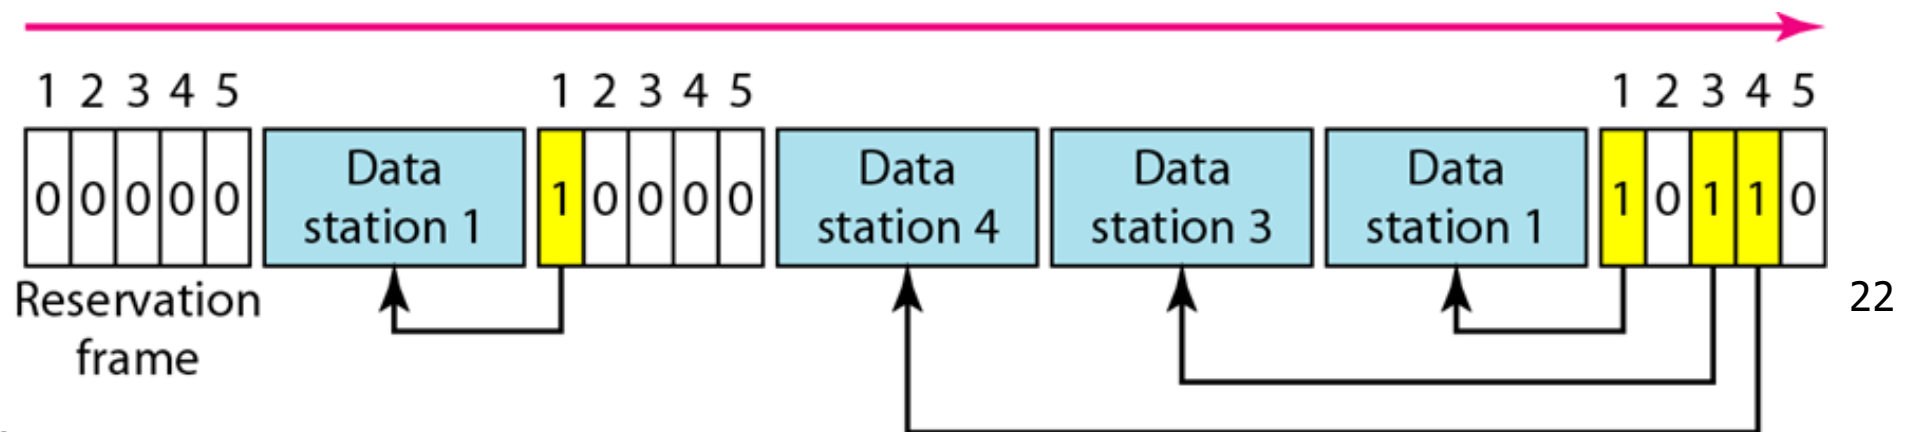 1 2 3 4 5 1 2 3 4 5 1 2 3 4 5
0 0 0 0 0 Data station 1 1 0 0 0 0 Data station 4 Data station 3 Data station 1 1 0 1 1 0
Reservation
frame
22